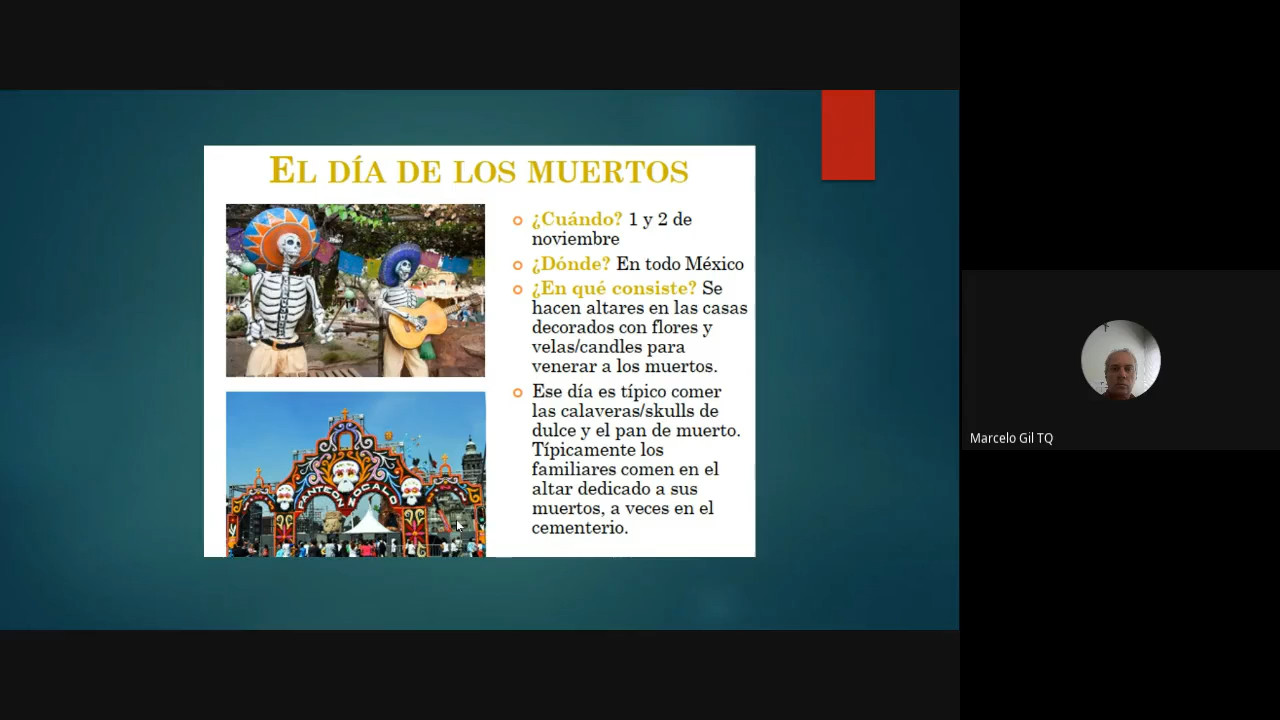 EL DÍA DE LOS MUERTOS
¿Cuándo? 1 y 2 de
noviembre
¿Dónde? En todo México
¿En qué consiste? Se
hacen altares en las casas
decorados con flores y
velas/candles para
venerar a los muertos.
Ese día es típico comer
las calaveras/skulls de
dulce y el pan de muerto.
Típicamente los
familiares comen en el
altar dedicado a sus
muertos, a veces en el
cementerio.
PANTEON ZOCALO
Marcelo Gil TQ